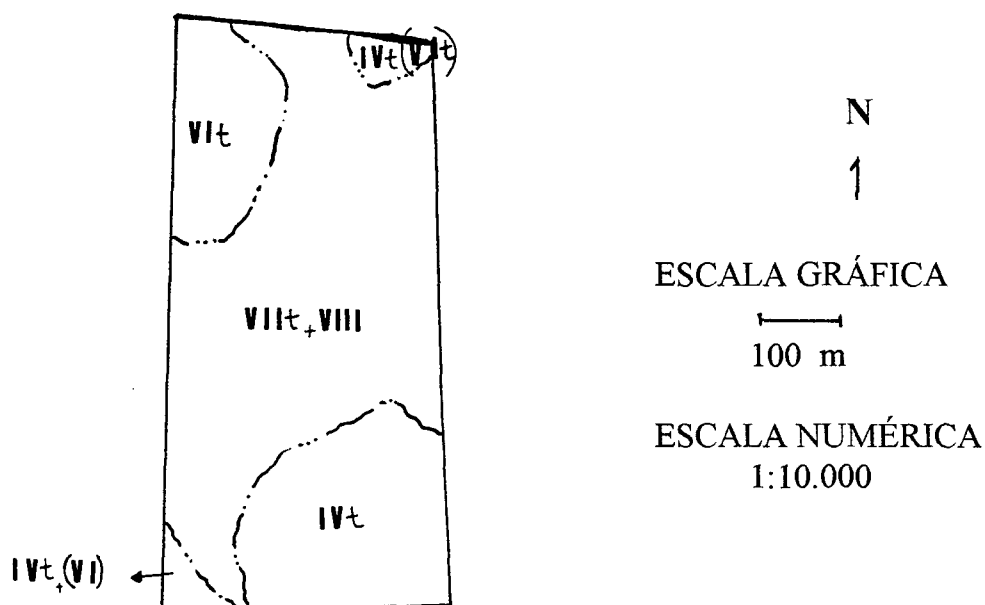 IVt(VIt)
VIt
VIIt+VIII
IVt
IVt+(VI)
N
ESCALA GRÁFICA
100 m
ESCALA NUMÉRICA
1:10.000